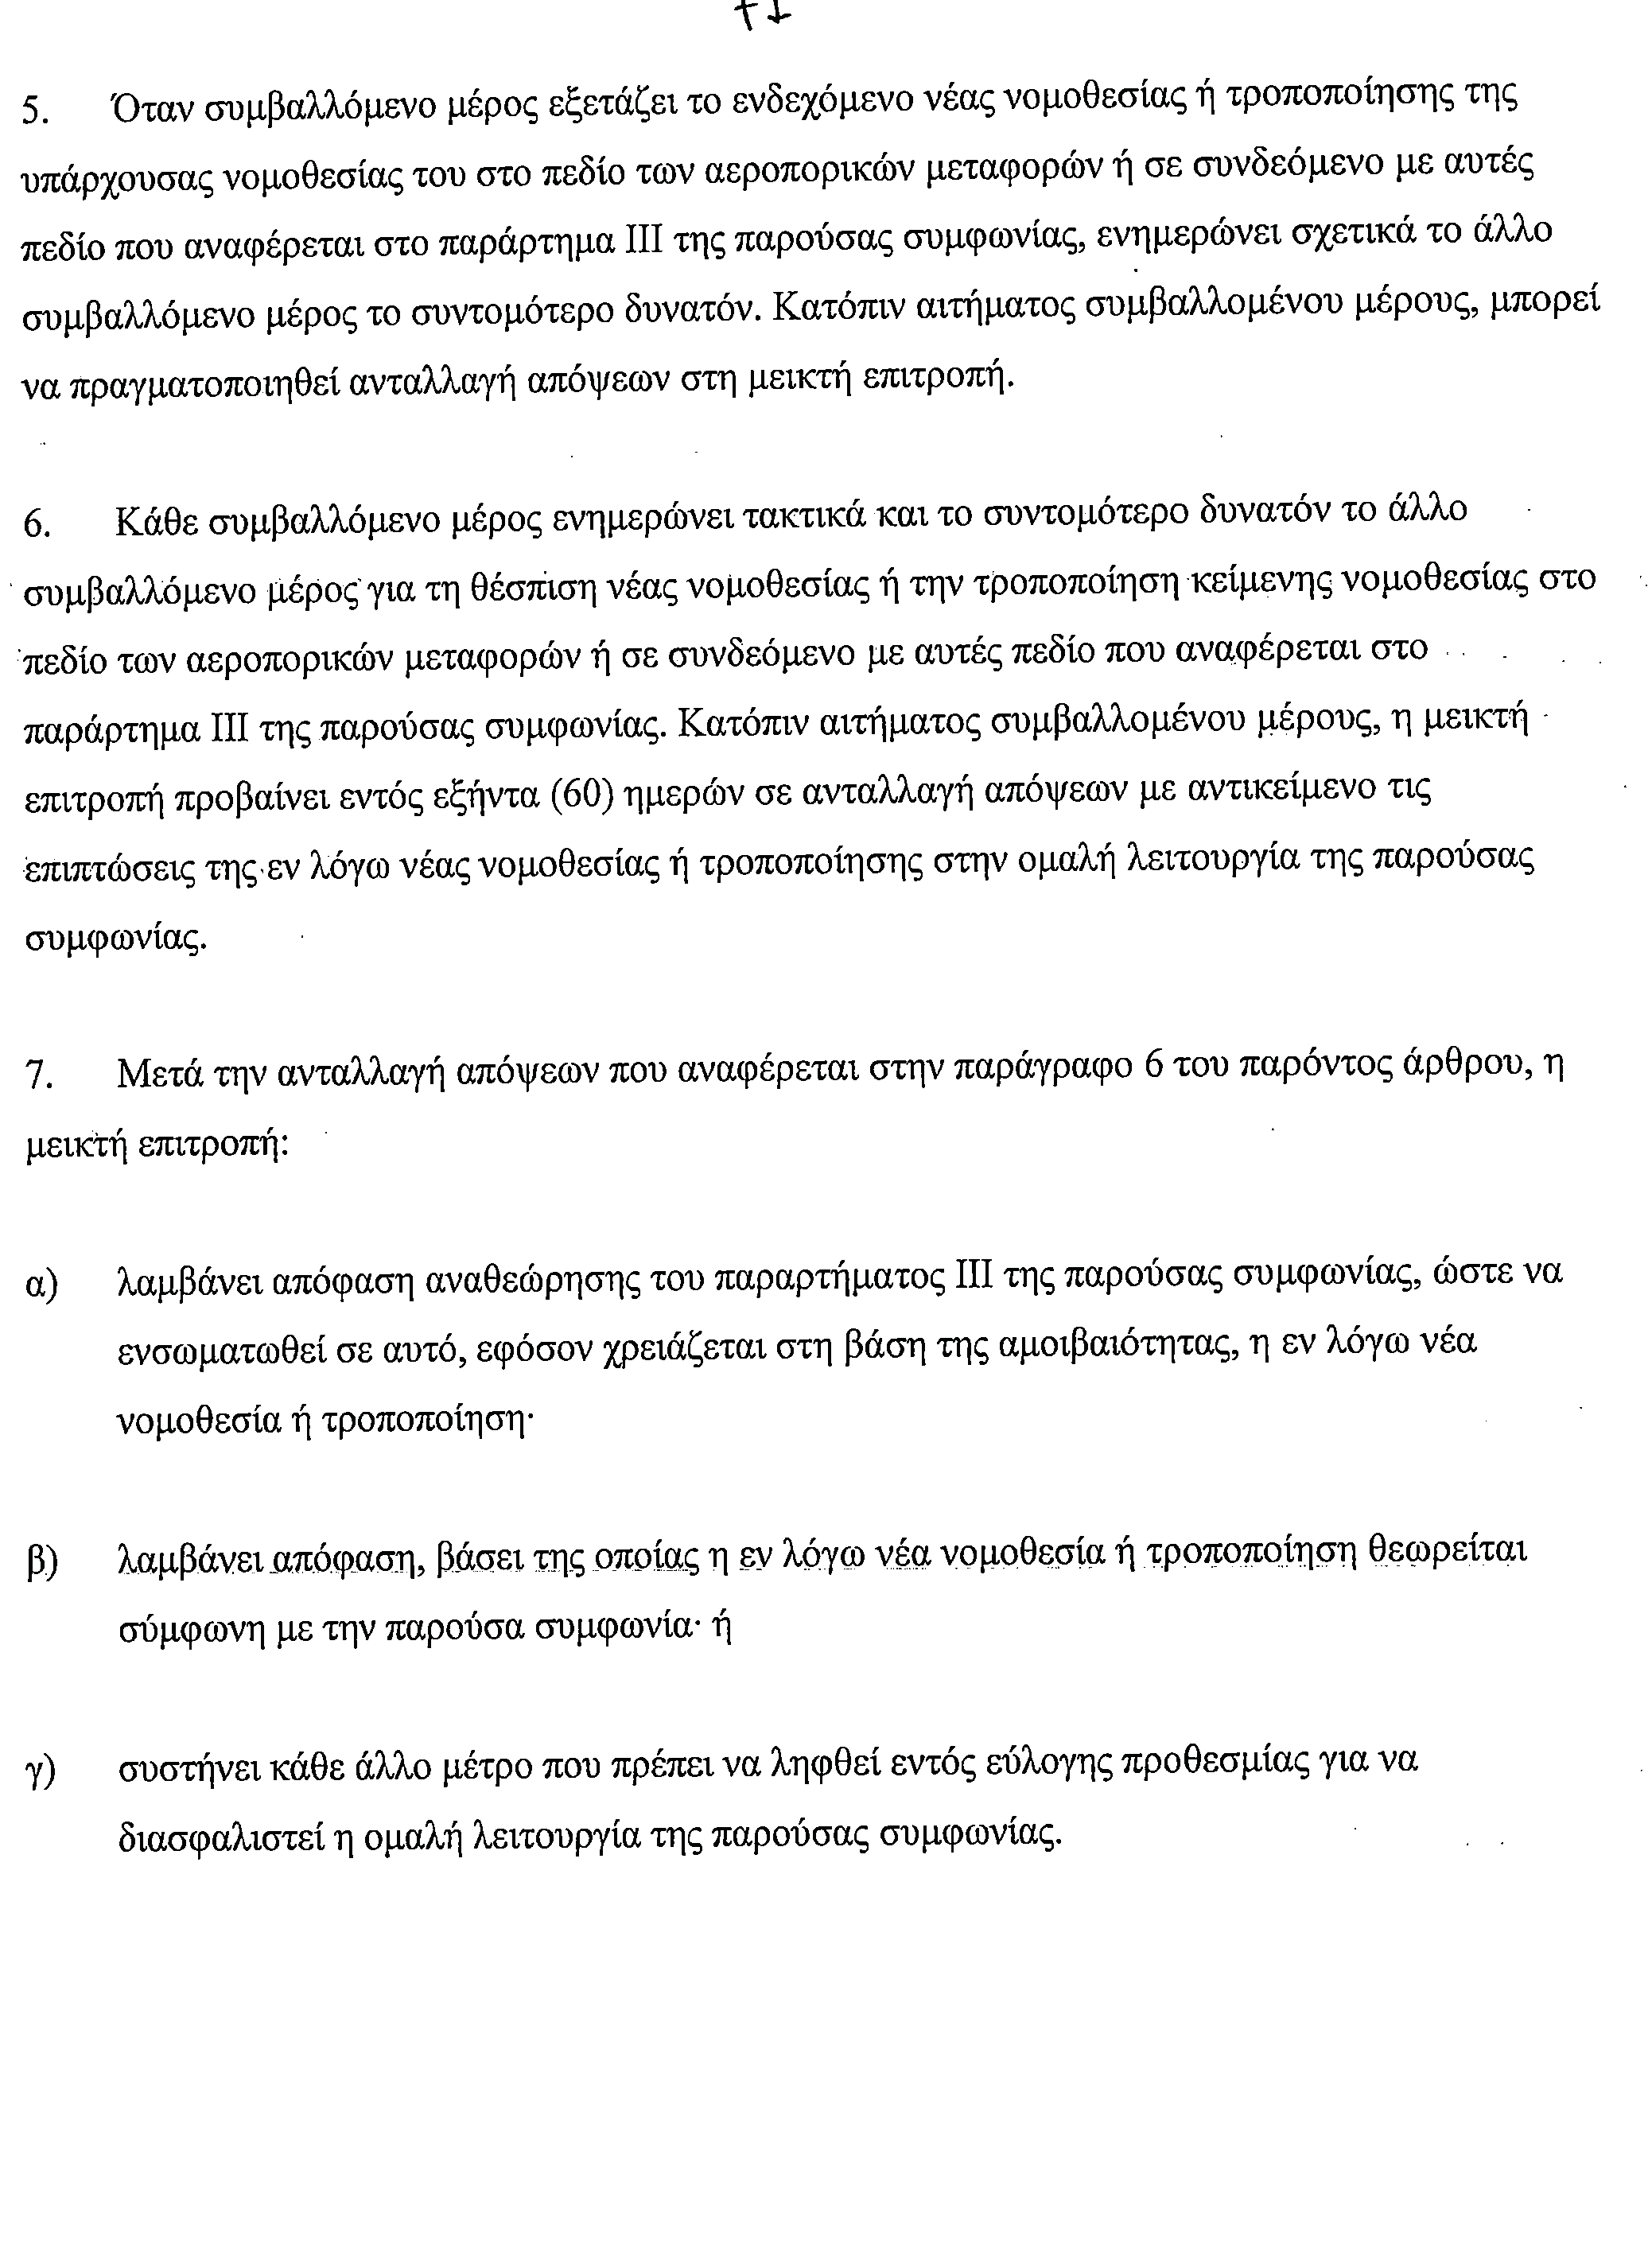 5. Όταν συμβαλλόμενο μέρος εξετάζει το ενδεχόμενο νέας νομοθεσίας ή τροποποίησης της
υπάρχουσας νομοθεσίας του στο πεδίο των αεροπορικών μεταφορών ή σε συνδεόμενο με αυτές
πεδίο που αναφέρεται στο παράρτημα III της παρούσας συμφωνίας, ενημερώνει σχετικά το άλλο
συμβαλλόμενο μέρος το συντομότερο δυνατόν. Κατόπιν αιτήματος συμβαλλομένου μέρους, μπορεί
να πραγματοποιηθεί ανταλλαγή απόψεων στη μεικτή επιτροπή.
6. Κάθε συμβαλλόμενο μέρος ενημερώνει τακτικά και το συντομότερο δυνατόν το άλλο
συμβαλλόμενο μέρος για τη θέσπιση νέας νομοθεσίας ή την τροποποίηση κείμενης νομοθεσίας στο
πεδίο των αεροπορικών μεταφορών ή σε συνδεόμενο με αυτές πεδίο που αναφέρεται στο
παράρτημα III της παρούσας συμφωνίας. Κατόπιν αιτήματος συμβαλλομένου μέρους, η μεικτή
επιτροπή προβαίνει εντός εξήντα (60) ημερών σε ανταλλαγή απόψεων με αντικείμενο τις
επιπτώσεις της εν λόγω νέας νομοθεσίας ή τροποποίησης στην ομαλή λειτουργία της παρούσας
συμφωνίας.
7. Μετά την ανταλλαγή απόψεων που αναφέρεται στην παράγραφο 6 του παρόντος άρθρου, η
μεικτή επιτροπή:
α) λαμβάνει απόφαση αναθεώρησης του παραρτήματος III της παρούσας συμφωνίας, ώστε να
ενσωματωθεί σε αυτό, εφόσον χρειάζεται στη βάση της αμοιβαιότητας, η εν λόγω νέα
νομοθεσία ή τροποποίηση·
β) λαμβάνει απόφαση, βάσει της οποίας η εν λόγω νέα νομοθεσία ή τροποποίηση θεωρείται
σύμφωνη με την παρούσα συμφωνία· ή
γ) συστήνει κάθε άλλο μέτρο που πρέπει να ληφθεί εντός εύλογης προθεσμίας για να
διασφαλιστεί η ομαλή λειτουργία της παρούσας συμφωνίας.